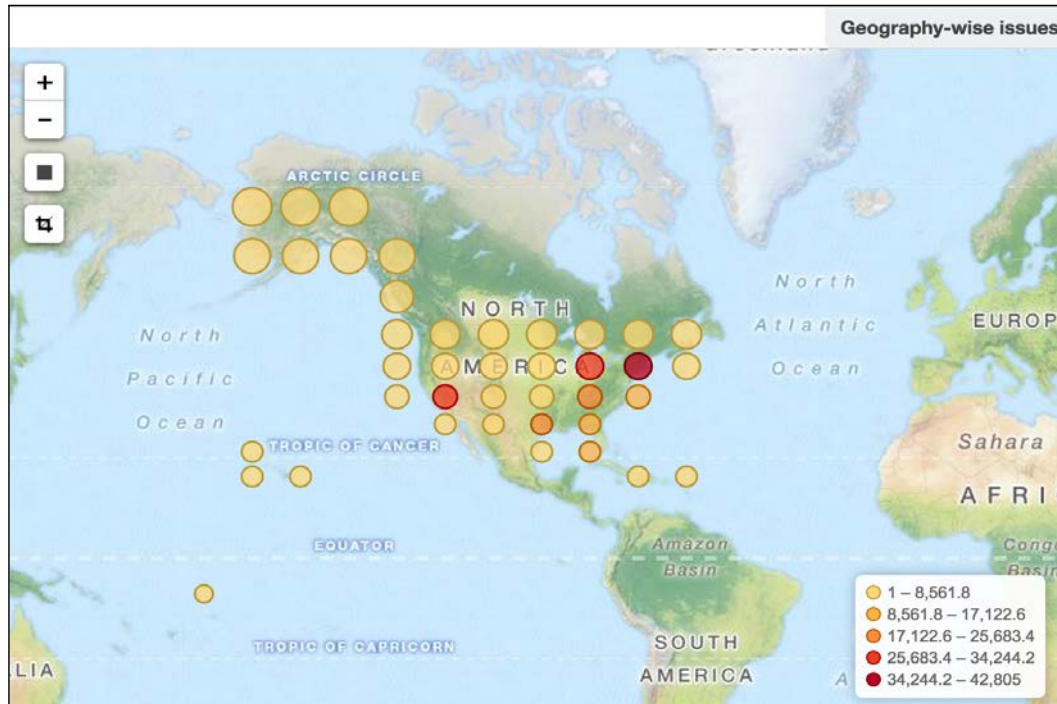 Geography-wise issues
+
−
ARCTIC CIRCLE
NORTH
AMERICA
North
Pacific
Ocean
North
Atlantic
Ocean
EUROP
TROPIC OF CANCER
Sahara
AFRI
EQUATOR
Amazon
Basin
Congo
Basin
TROPIC OF CAPRICORN
SOUTH
AMERICA
LIA
A
1 – 8,561.8
8,561.8 – 17,122.6
17,122.6 – 25,683.4
25,683.4 – 34,244.2
34,244.2 – 42,805